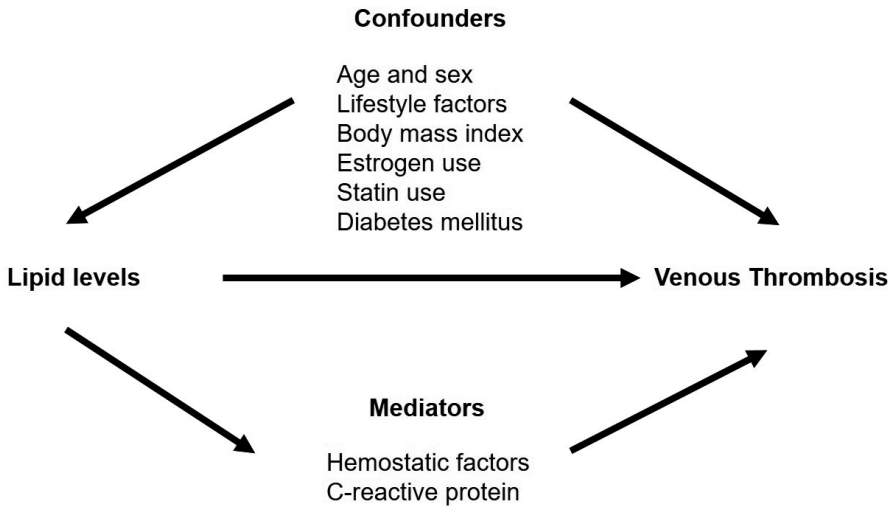 Confounders
Age and sex
Lifestyle factors
Body mass index
Estrogen use
Statin use
Diabetes mellitus
Lipid levels
Venous Thrombosis
Mediators
Hemostatic factors
C-reactive protein